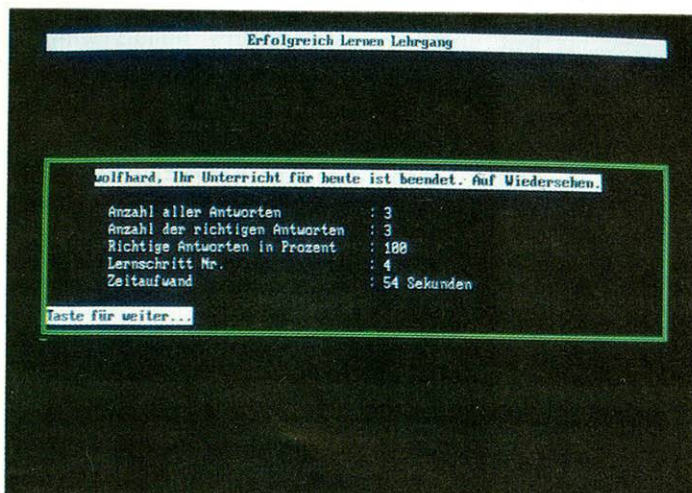 Erfolgreich Lernen Lehrgang
wolfhard, Ihr Unterricht für heute ist beendet. Auf Wiedersehen.
Anzahl aller Antworten : 3
Anzahl der richtigen Antworten : 3
Richtige Antworten in Prozent : 100
Lernschritt Nr. : 4
Zeitaufwand : 54 Sekunden
Taste für weiter...